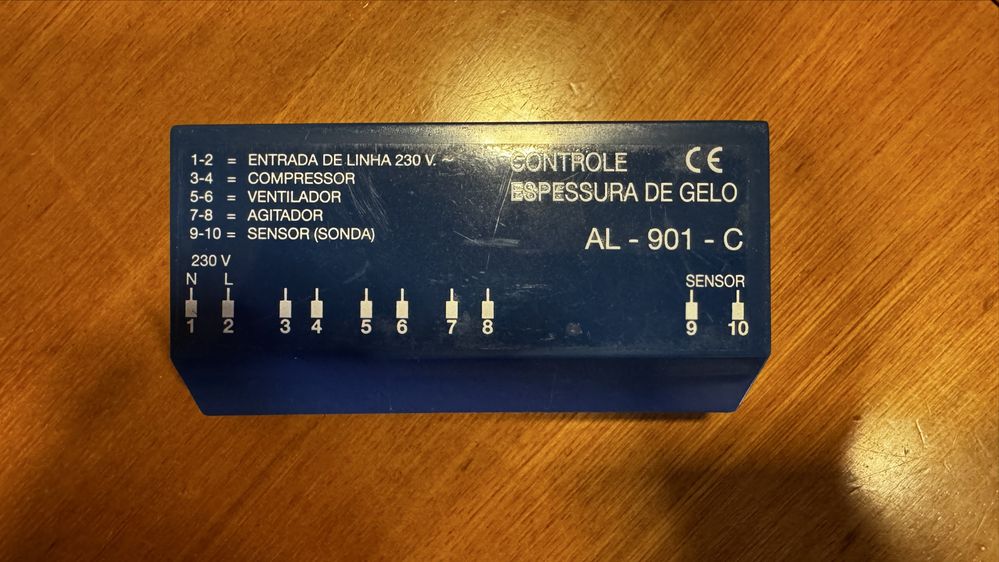 1-2 = ENTRADA DE LINHA 230 V. ~
3-4 = COMPRESSOR
5-6 = VENTILADOR
7-8 = AGITADOR
9-10 = SENSOR (SONDA)
CONTROLE CE
ESPESSURA DE GELO
AL - 901 - C
230 V
N L
SENSOR
1 2 3 4 5 6 7 8 9 10